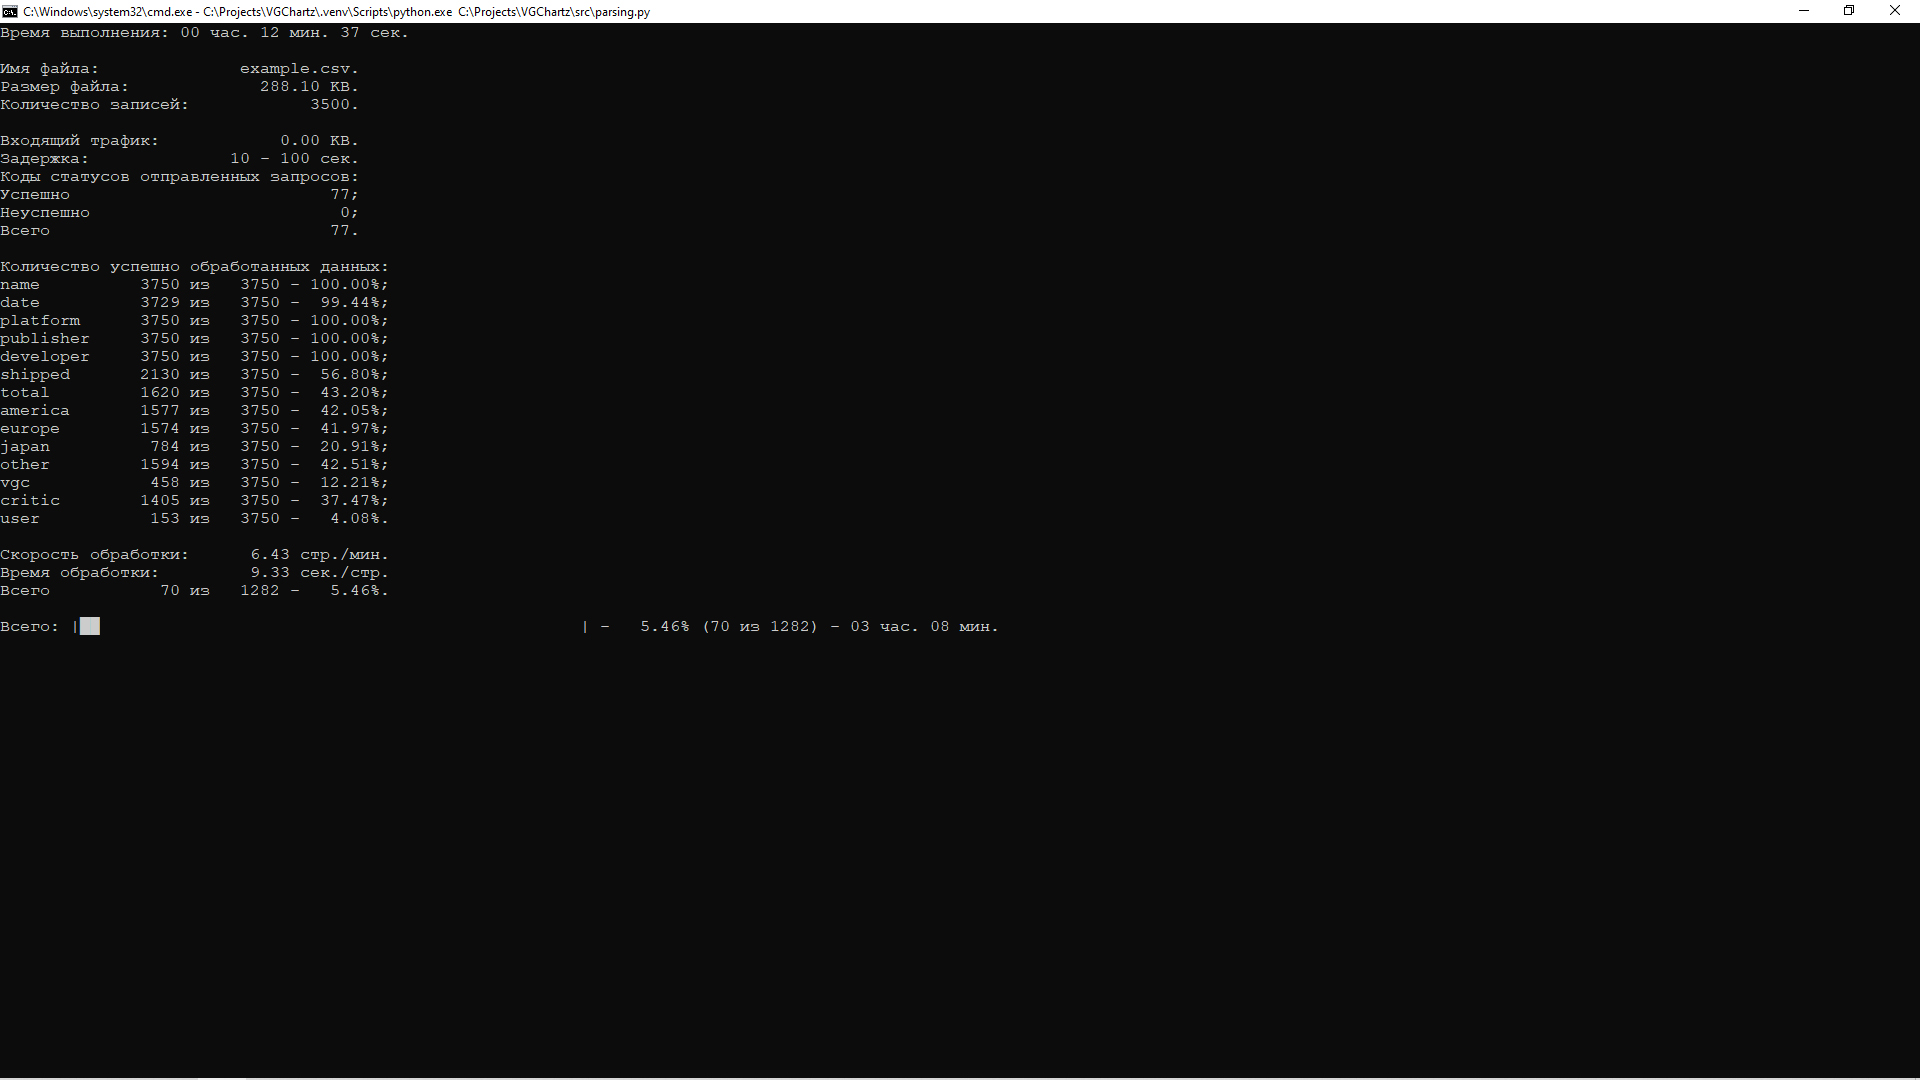 C:\Windows\system32\cmd.exe - C:\Projects\VGChartz\.venv\Scripts\python.exe C:\Projects\VGChartz\src\parsing.py
Время выполнения: 00 час. 12 мин. 37 сек.
Имя файла: example.csv.
Размер файла: 288.10 KB.
Количество записей: 3500.
Входящий трафик: 0.00 KB.
Задержка: 10 - 100 сек.
Коды статусов отправленных запросов:
Успешно 77;
Неуспешно 0;
Всего 77.
Количество успешно обработанных данных:
name 3750 из 3750 - 100.00%;
date 3729 из 3750 - 99.44%;
platform 3750 из 3750 - 100.00%;
publisher 3750 из 3750 - 100.00%;
developer 3750 из 3750 - 100.00%;
shipped 2130 из 3750 - 56.80%;
total 1620 из 3750 - 43.20%;
america 1577 из 3750 - 42.05%;
europe 1574 из 3750 - 41.97%;
japan 784 из 3750 - 20.91%;
other 1594 из 3750 - 42.51%;
vgc 458 из 3750 - 12.21%;
critic 1405 из 3750 - 37.47%;
user 153 из 3750 - 4.08%.
Скорость обработки: 6.43 стр./мин.
Время обработки: 9.33 сек./стр.
Всего 70 из 1282 - 5.46%.
Всего: |██ | - 5.46% (70 из 1282) - 03 час. 08 мин.